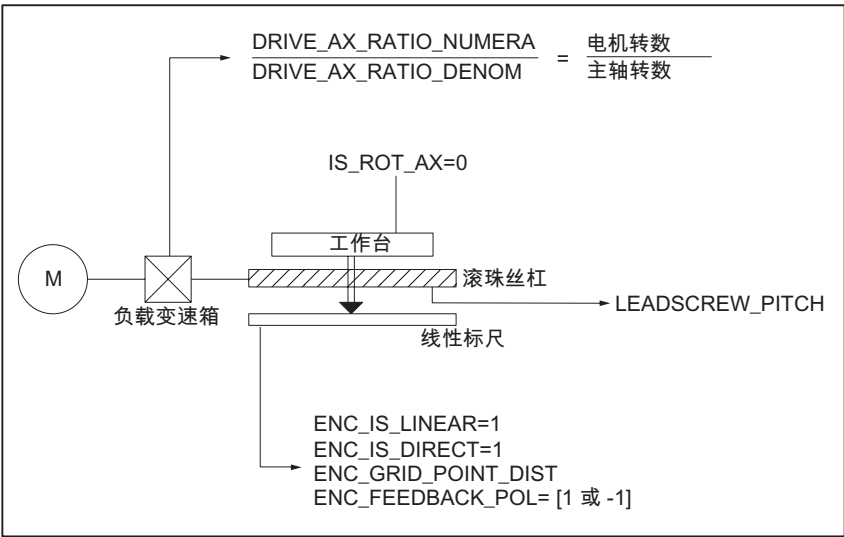 DRIVE_AX_RATIO_NUMERA
DRIVE_AX_RATIO_DENOM
=
电机转数
主轴转数
IS_ROT_AX=0
工作台
M
滚珠丝杠
负载变速箱
LEADSCREW_PITCH
线性标尺
ENC_IS_LINEAR=1
ENC_IS_DIRECT=1
ENC_GRID_POINT_DIST
ENC_FEEDBACK_POL= [1 或 -1]